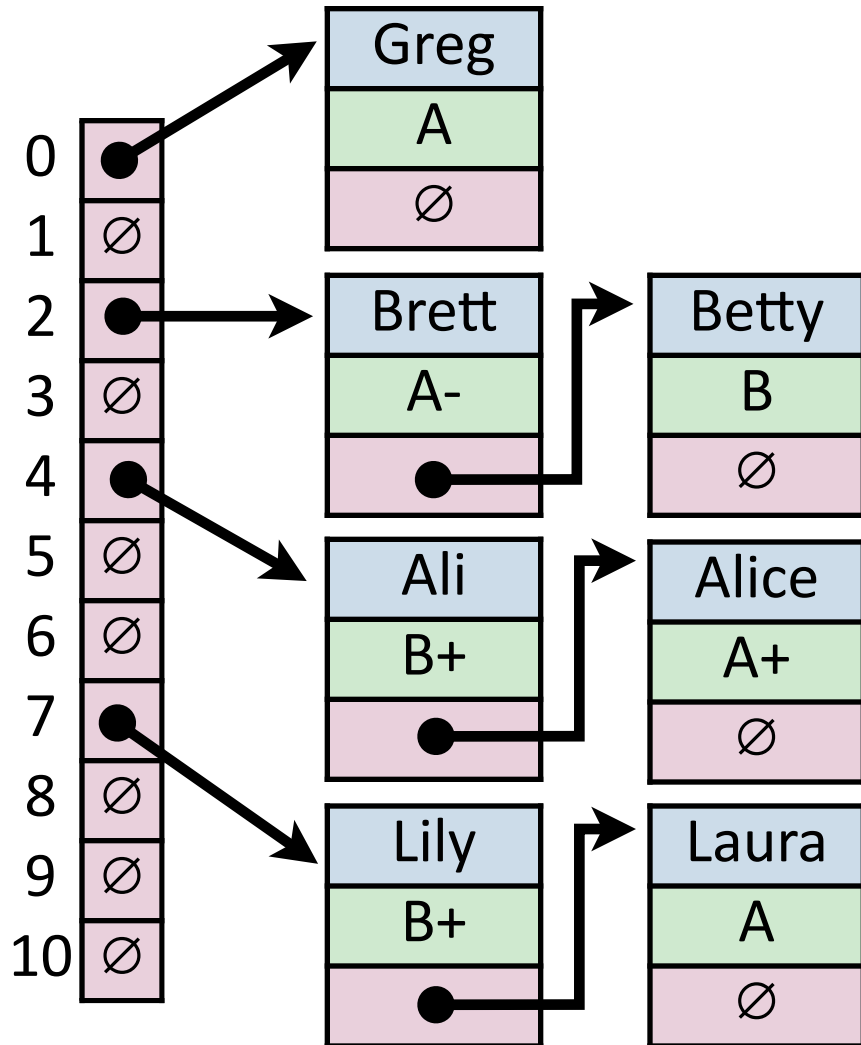 Greg
A
0 ∅
1 ∅
2
Brett Betty
A- B
∅
3 ∅
4
Ali Alice
B+ A+
∅
5 ∅
6 ∅
7
8 ∅
9 ∅
10 ∅
Lily Laura
B+ A
∅